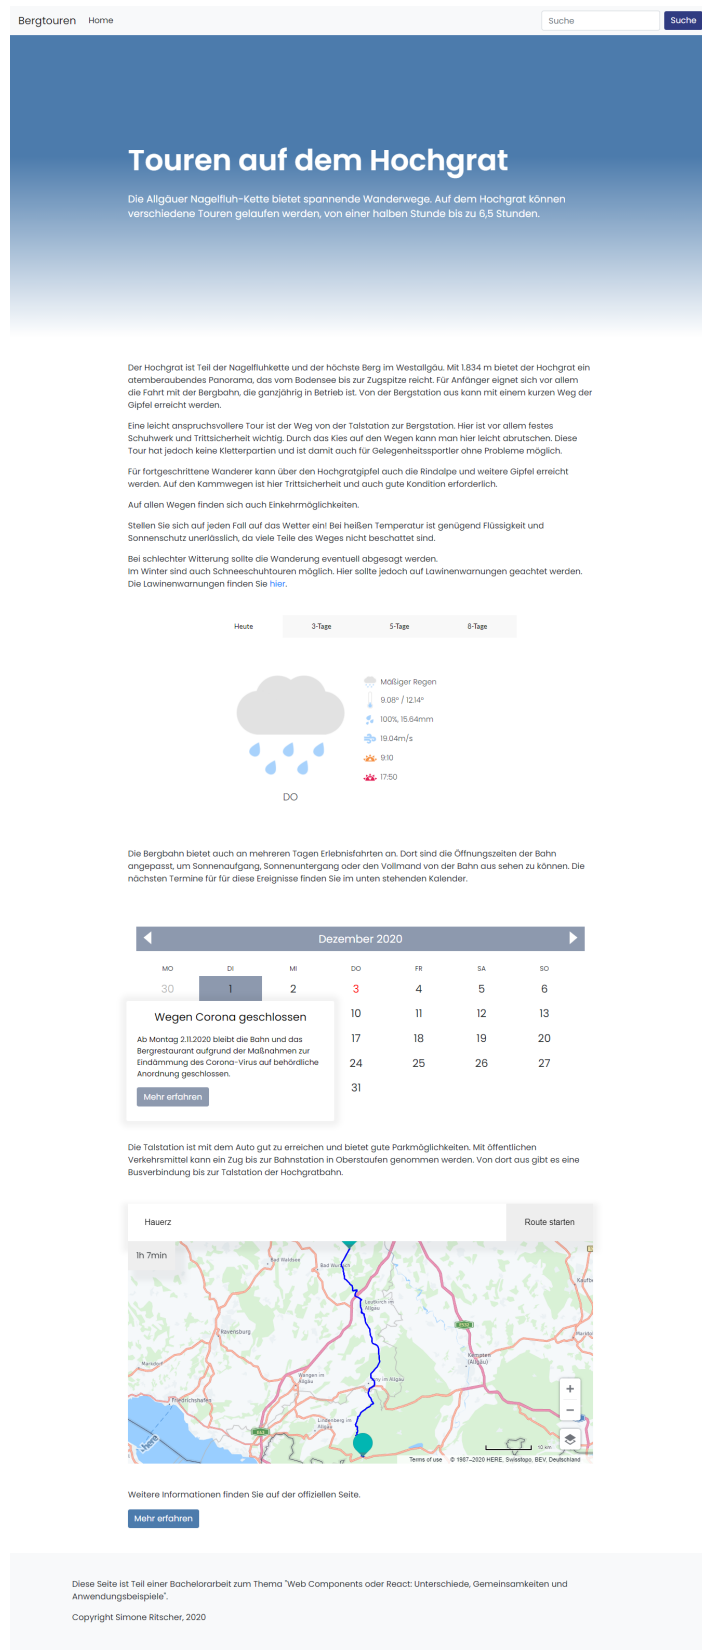 Bergtouren Home Suche Suche
Touren auf dem Hochgrat
Die Allgäuer Nagelfluh-Kette bietet spannende Wanderwege. Auf dem Hochgrat können
verschiedene Touren gelaufen werden, von einer halben Stunde bis zu 6,5 Stunden.
Der Hochgrat ist Teil der Nagelfluhkette und der höchste Berg im Westallgäu. Mit 1.834 m bietet der Hochgrat ein
atemberaubendes Panorama, das vom Bodensee bis zur Zugspitze reicht. Für Anfänger eignet sich vor allem
die Fahrt mit der Bergbahn, die ganzjährig in Betrieb ist. Von der Bergstation aus kann mit einem kurzen Weg der
Gipfel erreicht werden.
Eine leicht anspruchsvollere Tour ist der Weg von der Talstation zur Bergstation. Hier ist vor allem festes
Schuhwerk und Trittsicherheit wichtig. Durch das Kies auf den Wegen kann man hier leicht abrutschen. Diese
Tour hat jedoch keine Kletterpartien und ist damit auch für Gelegenheitssportler ohne Probleme möglich.
Für fortgeschrittene Wanderer kann über den Hochgratgipfel auch die Rindalpe und weitere Gipfel erreicht
werden. Auf den Kammwegen ist hier Trittsicherheit und auch gute Kondition erforderlich.
Auf allen Wegen finden sich auch Einkehrmöglichkeiten.
Stellen Sie sich auf jeden Fall auf das Wetter ein! Bei heißen Temperatur ist genügend Flüssigkeit und
Sonnenschutz unerlässlich, da viele Teile des Weges nicht beschattet sind.
Bei schlechter Witterung sollte die Wanderung eventuell abgesagt werden.
Im Winter sind auch Schneeschuhtouren möglich. Hier sollte jedoch auf Lawinenwarnungen geachtet werden.
Die Lawinenwarnungen finden Sie hier.
Heute 3-Tage 5-Tage 8-Tage
Mäßiger Regen
9.08° / 12.14°
100%, 15.64mm
19.04m/s
9:10
17:50
DO
Die Bergbahn bietet auch an mehreren Tagen Erlebnisfahrten an. Dort sind die Öffnungszeiten der Bahn
angepasst, um Sonnenaufgang, Sonnenuntergang oder den Vollmand von der Bahn aus sehen zu können. Die
nächsten Termine für für diese Ereignisse finden Sie im unten stehenden Kalender.
Dezember 2020
MO DI MI DO FR SA SO
30 1 2 3 4 5 6
10 11 12 13
17 18 19 20
24 25 26 27
31
Wegen Corona geschlossen
Ab Montag 2.11.2020 bleibt die Bahn und das
Bergrestaurant aufgrund der Maßnahmen zur
Eindämmung des Corona-Virus auf behördliche
Anordnung geschlossen.
Mehr erfahren
Die Talstation ist mit dem Auto gut zu erreichen und bietet gute Parkmöglichkeiten. Mit öffentlichen
Verkehrsmittel kann ein Zug bis zur Bahnstation in Oberstaufen genommen werden. Von dort aus gibt es eine
Busverbindung bis zur Talstation der Hochgratbahn.
Hauerz Route starten
1h 7min
Bad Waldsee
Bad Wurzach
Leutkirch im
Allgäu
Ravensburg
Kempten
(Allgäu)
Wangen im
Allgäu
Isny im Allgäu
Friedrichshafen
Lindenberg im
Allgäu
here
10 km
Terms of use © 1987–2020 HERE, Swisstopo, BEV, Deutschland
Weitere Informationen finden Sie auf der offiziellen Seite.
Mehr erfahren
Diese Seite ist Teil einer Bachelorarbeit zum Thema "Web Components oder React: Unterschiede, Gemeinsamkeiten und
Anwendungsbeispiele".
Copyright Simone Ritscher, 2020